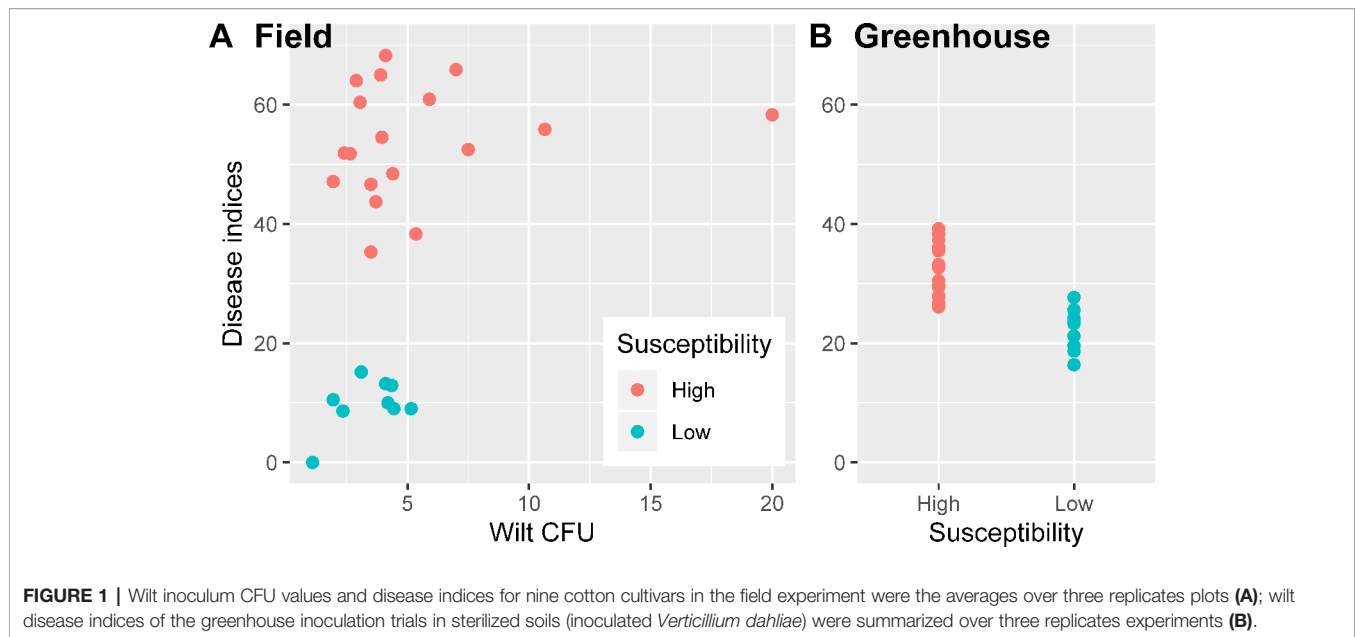 A Field
B Greenhouse
Disease indices
60
40
20
0
5
10
15
20
Wilt CFU
Susceptibility
High
Low
60
40
20
0
High
Low
Susceptibility
FIGURE 1 | Wilt inoculum CFU values and disease indices for nine cotton cultivars in the field experiment were the averages over three replicates plots (A); wilt
disease indices of the greenhouse inoculation trials in sterilized soils (inoculated Verticillium dahliae) were summarized over three replicates experiments (B).